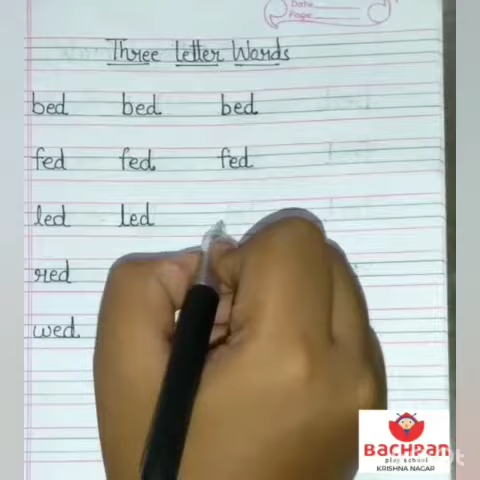 Date
Page
Three letter Words
bed bed bed
fed fed fed
led led
red
wed
BACHPAN
play school
KRISHNA NAGAR